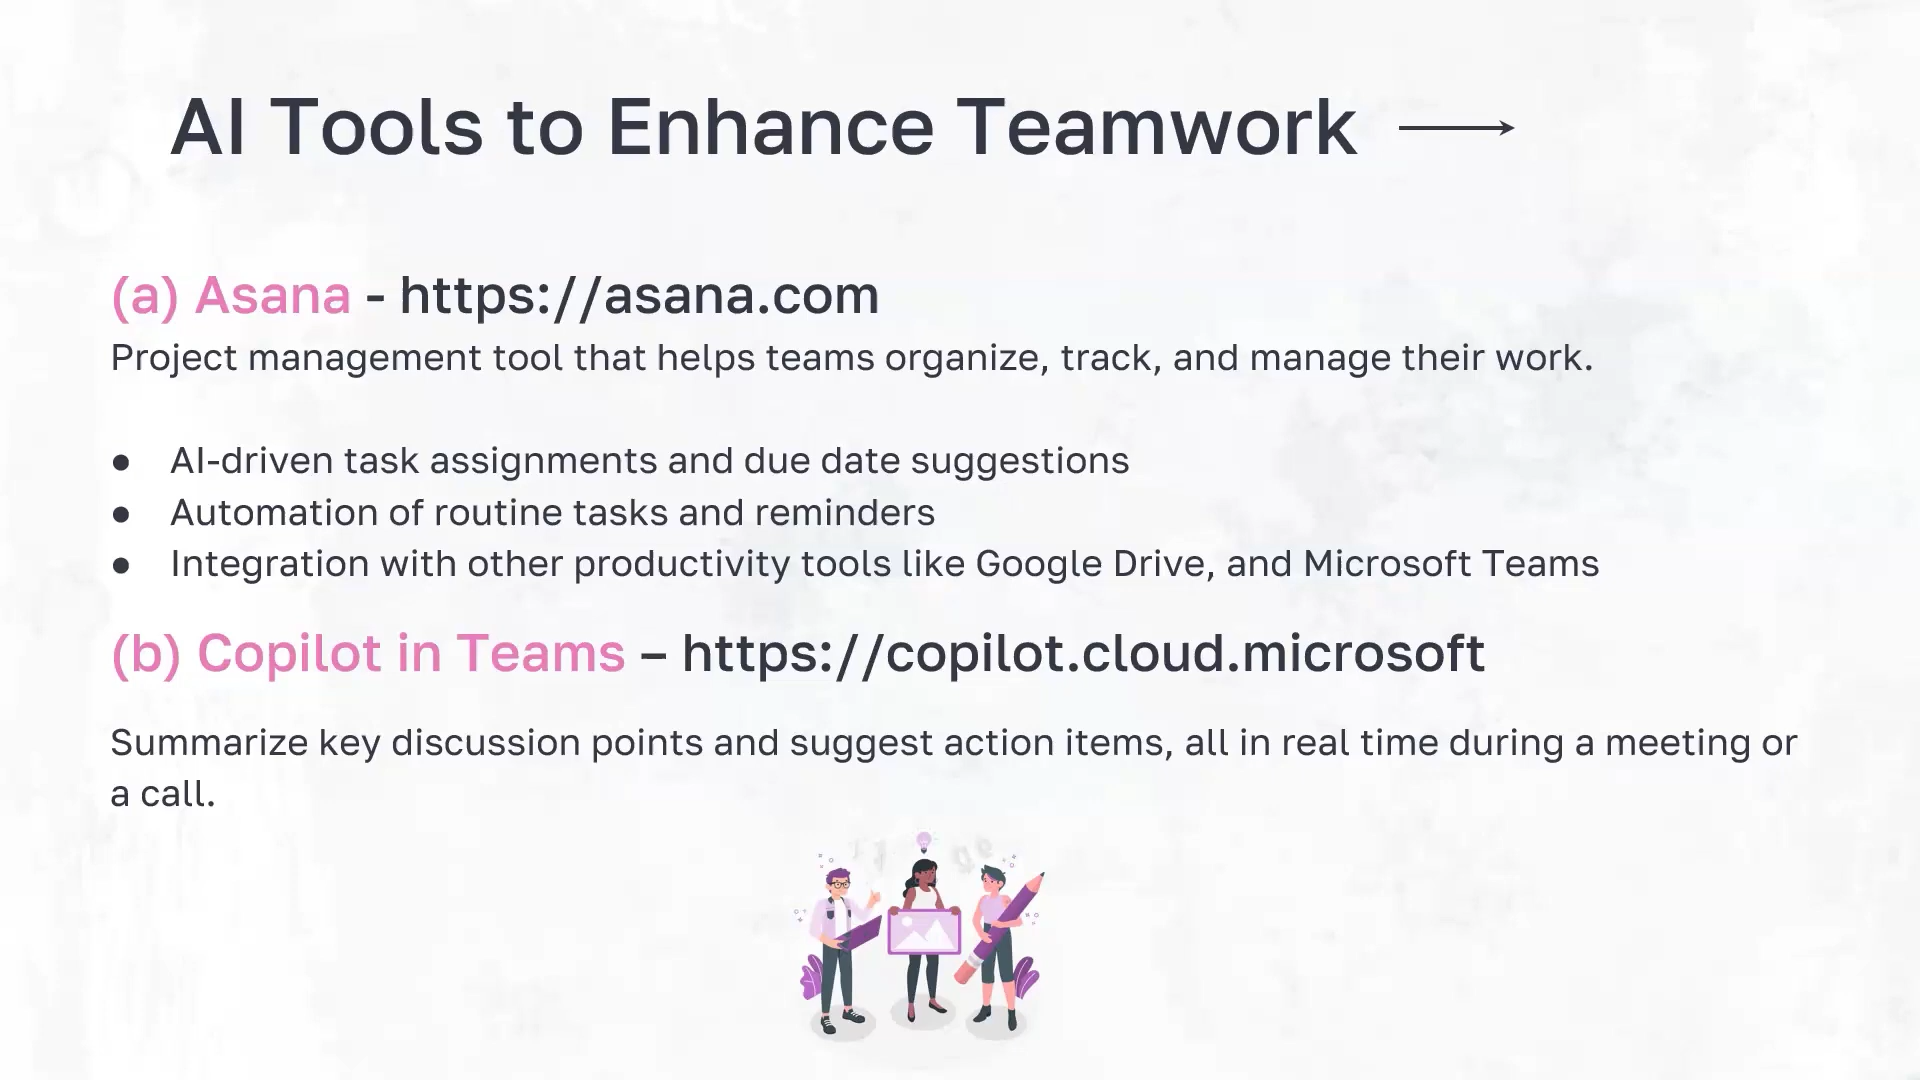 AI Tools to Enhance Teamwork
(a) Asana - https://asana.com
Project management tool that helps teams organize, track, and manage their work.
● AI-driven task assignments and due date suggestions
● Automation of routine tasks and reminders
● Integration with other productivity tools like Google Drive, and Microsoft Teams
(b) Copilot in Teams – https://copilot.cloud.microsoft
Summarize key discussion points and suggest action items, all in real time during a meeting or
a call.